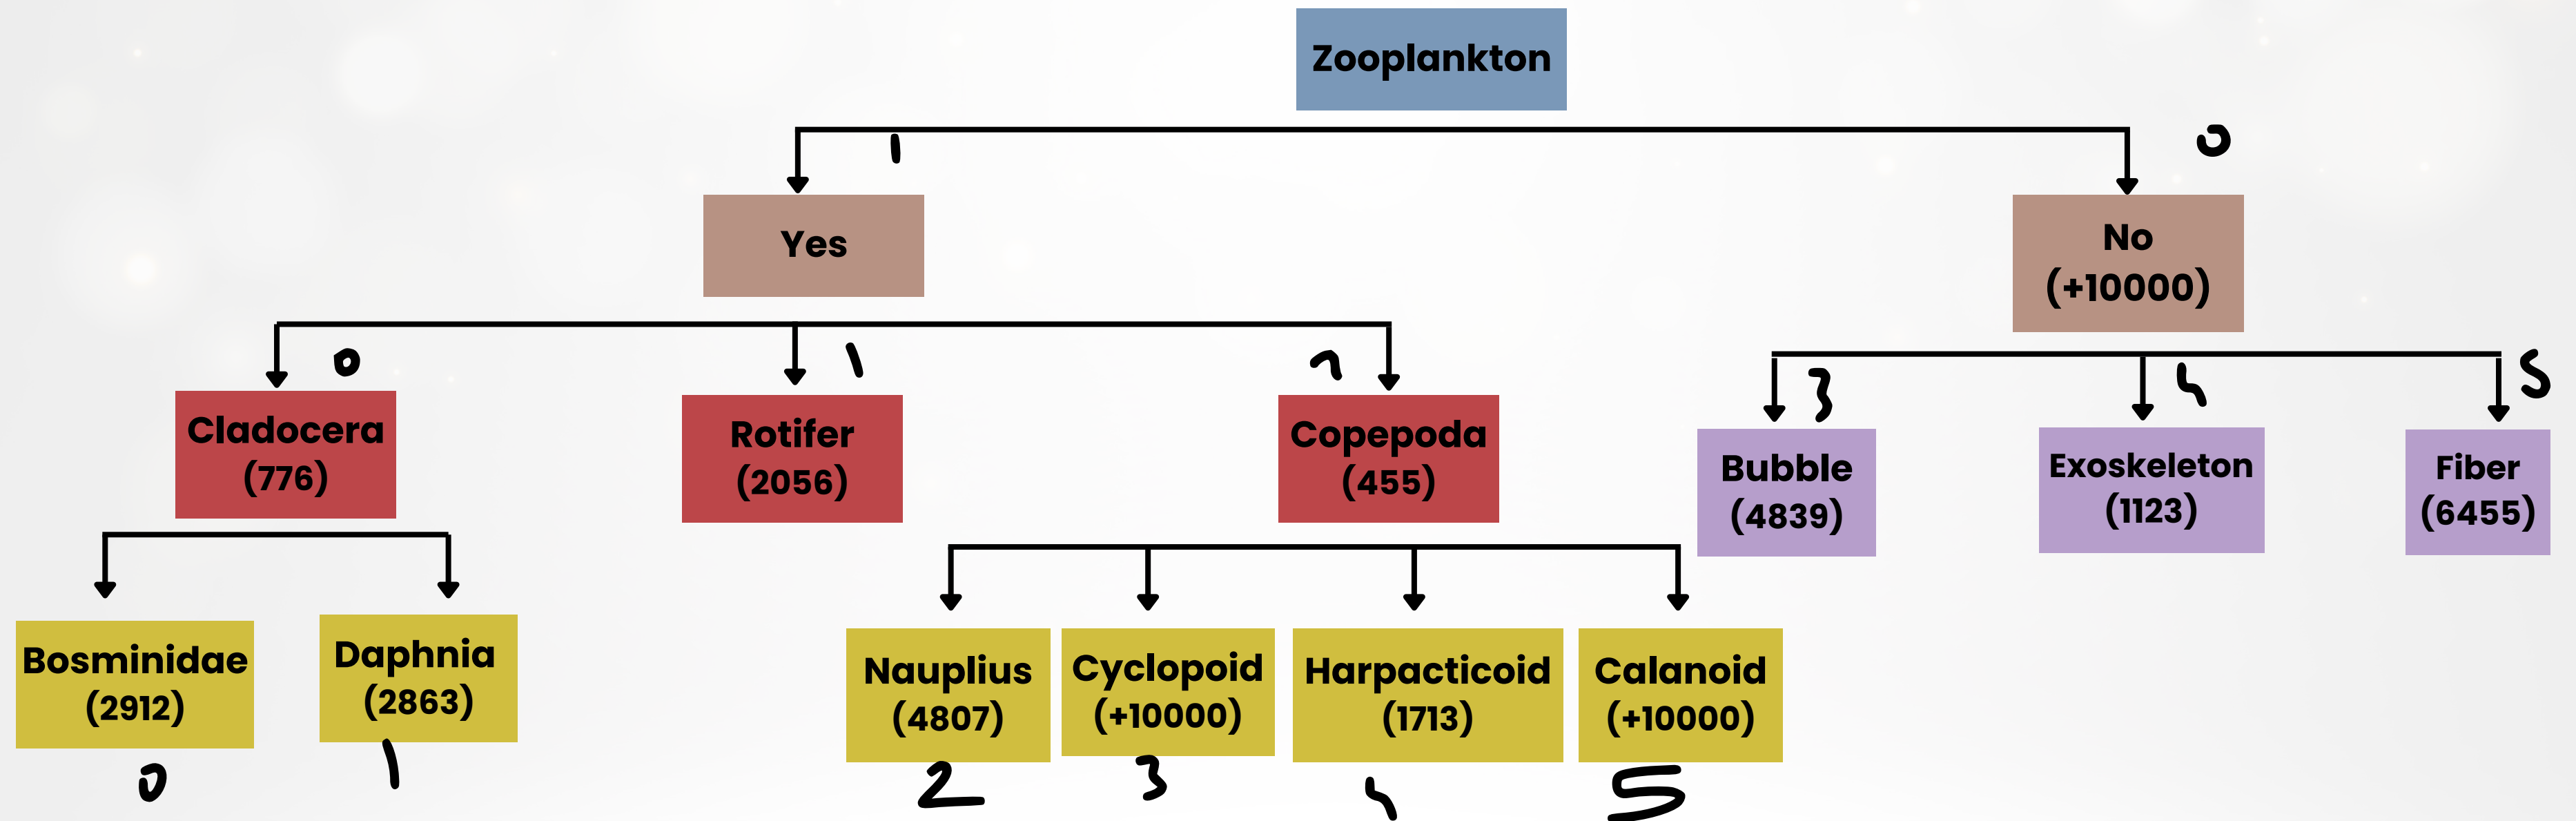 Zooplankton
1
0
Yes
No
(+10000)
0
1
2
3
4
5
Cladocera
(776)
Rotifer
(2056)
Copepoda
(455)
Bubble
(4839)
Exoskeleton
(1123)
Fiber
(6455)
Bosminidae
(2912)
Daphnia
(2863)
Nauplius
(4807)
Cyclopoid
(+10000)
Harpacticoid
(1713)
Calanoid
(+10000)
0
1
2
3
4
5